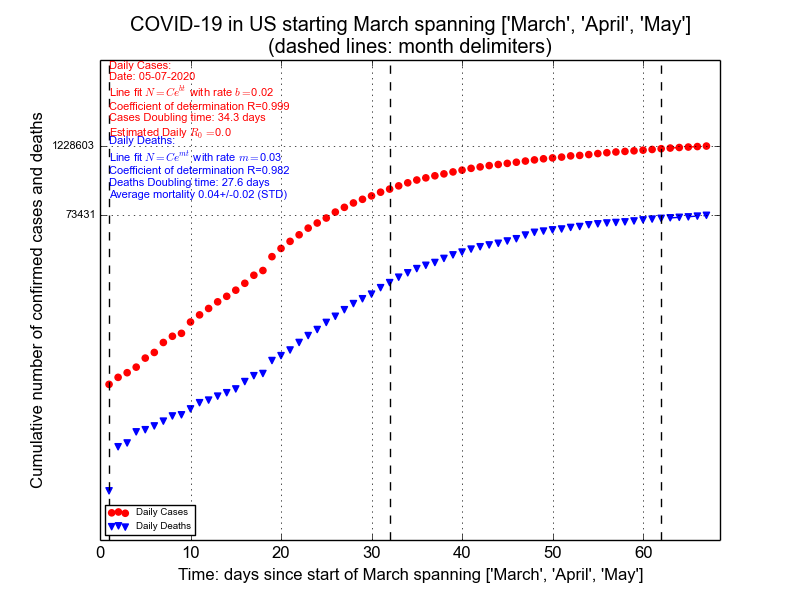 COVID-19 in US starting March spanning ['March', 'April', 'May']
(dashed lines: month delimiters)
Daily Cases:
Date: 05-07-2020
Line fit N=Ce^{bt} with rate b=0.02
Coefficient of determination R=0.999
Cases Doubling time: 34.3 days
Estimated Daily R_0=0.0
Daily Deaths:
Line fit N=Ce^{mt} with rate m=0.03
Coefficient of determination R=0.982
Deaths Doubling time: 27.6 days
Average mortality 0.04+/-0.02 (STD)
1228603
73431
Cumulative number of confirmed cases and deaths
Daily Cases
Daily Deaths
0 10 20 30 40 50 60
Time: days since start of March spanning ['March', 'April', 'May']